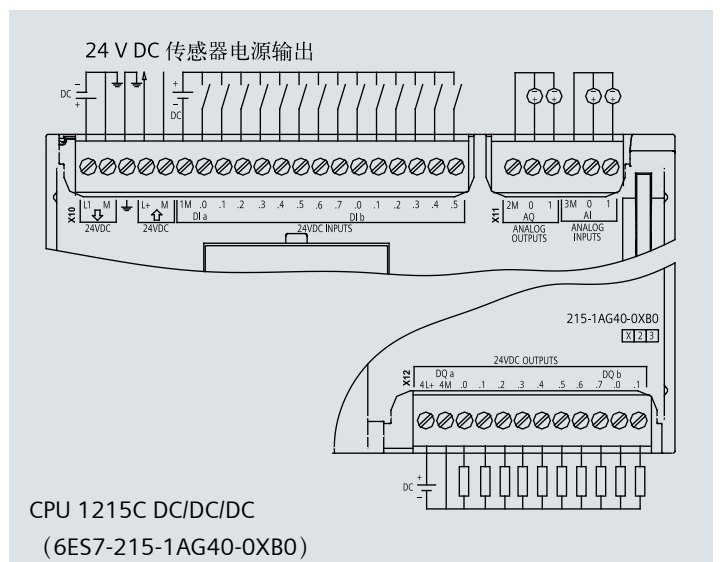 24 V DC 传感器电源输出
DC
DC
X10
L1 M L+ M 1M .0 .1 .2 .3 .4 .5 .6 .7 .0 .1 .2 .3 .4 .5
24VDC 24VDC DI a DI b
24VDC INPUTS
X11
2M 0 1 3M 0 1
AQ AI
ANALOG OUTPUTS
ANALOG INPUTS
215-1AG40-0XB0
X 2 3
24VDC OUTPUTS
X12
DQ a DQ b
4L+ 4M .0 .1 .2 .3 .4 .5 .6 .7 .0 .1
DC
CPU 1215C DC/DC/DC
(6ES7-215-1AG40-0XB0)